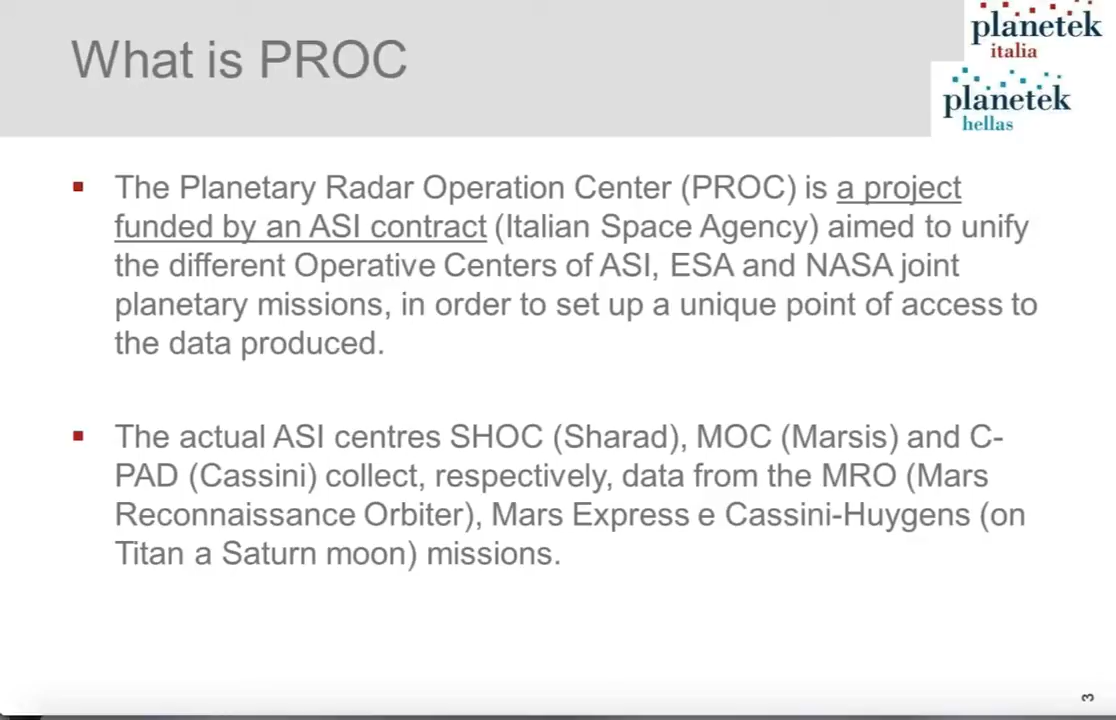 What is PROC
planetek
italia
planetek
hellas
▪ The Planetary Radar Operation Center (PROC) is a project
funded by an ASI contract (Italian Space Agency) aimed to unify
the different Operative Centers of ASI, ESA and NASA joint
planetary missions, in order to set up a unique point of access to
the data produced.
▪ The actual ASI centres SHOC (Sharad), MOC (Marsis) and C-
PAD (Cassini) collect, respectively, data from the MRO (Mars
Reconnaissance Orbiter), Mars Express e Cassini-Huygens (on
Titan a Saturn moon) missions.
3